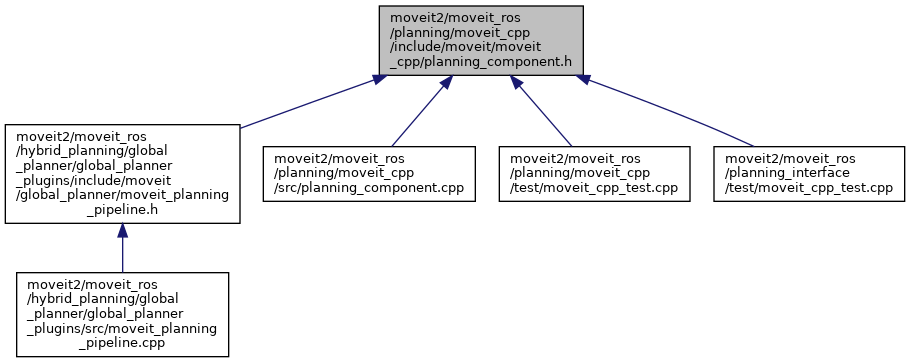 moveit2/moveit_ros
/planning/moveit_cpp
/include/moveit/moveit
_cpp/planning_component.h
moveit2/moveit_ros
/hybrid_planning/global
_planner/global_planner
_plugins/include/moveit
/global_planner/moveit_planning
_pipeline.h
moveit2/moveit_ros
/planning/moveit_cpp
/src/planning_component.cpp
moveit2/moveit_ros
/planning/moveit_cpp
/test/moveit_cpp_test.cpp
moveit2/moveit_ros
/planning_interface
/test/moveit_cpp_test.cpp
moveit2/moveit_ros
/hybrid_planning/global
_planner/global_planner
_plugins/src/moveit_planning
_pipeline.cpp